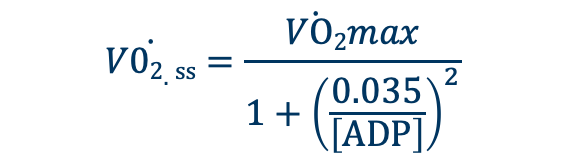 V0̇₂. ss = V̇O₂max / (1 + (0.035 / [ADP])²)